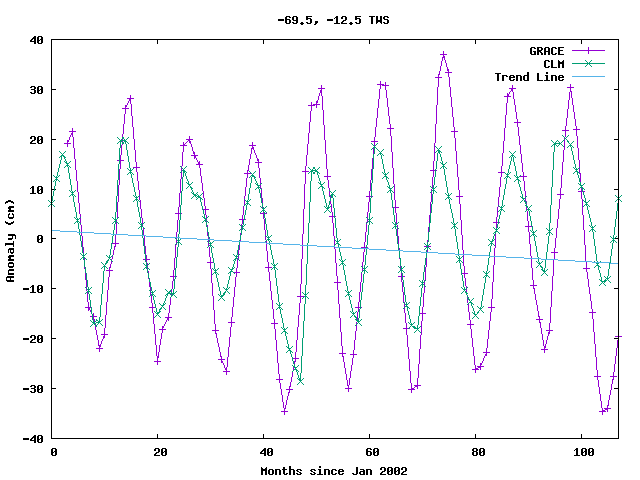 -69.5, -12.5 TWS
GRACE
CLM
Trend Line
40
30
20
10
0
-10
-20
-30
-40
Anomaly (cm)
0 20 40 60 80 100
Months since Jan 2002